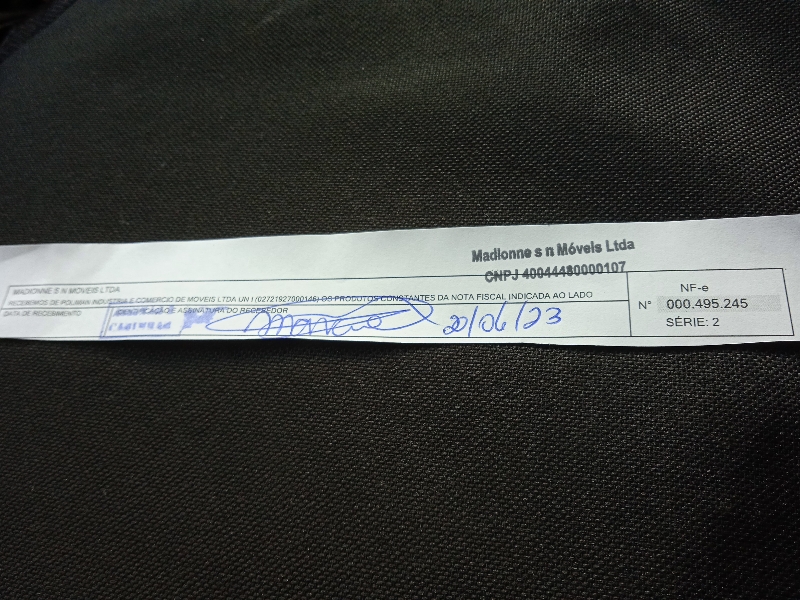 Madionne s n Móveis Ltda
CNPJ 40044480000107
MADIONNE S N MOVEIS LTDA
RECEBEMOS DE POLIMAN INDUSTRIA E COMERCIO DE MOVEIS LTDA UN I (02721927000146) OS PRODUTOS CONSTANTES DA NOTA FISCAL INDICADA AO LADO
DATA DE RECEBIMENTO
IDENTIFICAÇÃO E ASSINATURA DO RECEBEDOR
20/06/23
NF-e
N° 000.495.245
SÉRIE: 2